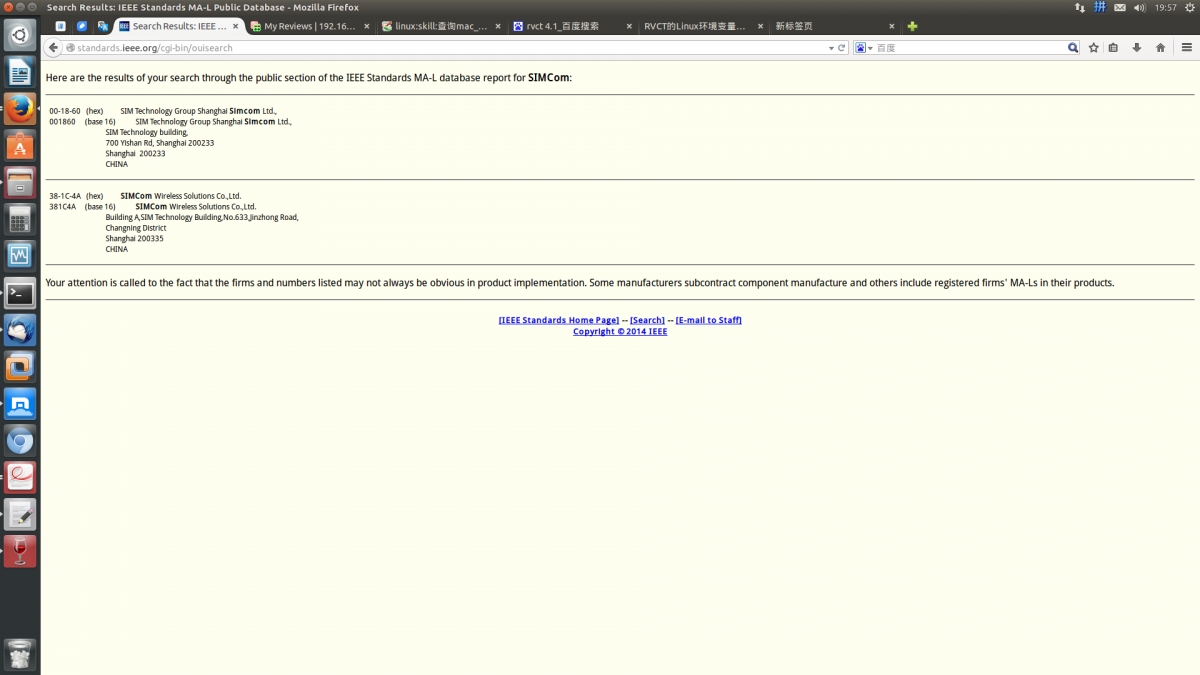 Search Results: IEEE Standards MA-L Public Database - Mozilla Firefox
19:57
Search Results: IEEE ...
My Reviews | 192.16...
linux:skill:查询mac_...
rvct 4.1_百度搜索
RVCT的Linux环境变量...
新标签页
standards.ieee.org/cgi-bin/ouisearch
百度
Here are the results of your search through the public section of the IEEE Standards MA-L database report for SIMCom:
00-18-60 (hex) SIM Technology Group Shanghai Simcom Ltd.,
001860 (base 16) SIM Technology Group Shanghai Simcom Ltd.,
SIM Technology building,
700 Yishan Rd, Shanghai 200233
Shanghai 200233
CHINA
38-1C-4A (hex) SIMCom Wireless Solutions Co.,Ltd.
381C4A (base 16) SIMCom Wireless Solutions Co.,Ltd.
Building A,SIM Technology Building,No.633,Jinzhong Road,
Changning District
Shanghai 200335
CHINA
Your attention is called to the fact that the firms and numbers listed may not always be obvious in product implementation. Some manufacturers subcontract component manufacture and others include registered firms' MA-Ls in their products.
[IEEE Standards Home Page] -- [Search] -- [E-mail to Staff]
Copyright © 2014 IEEE